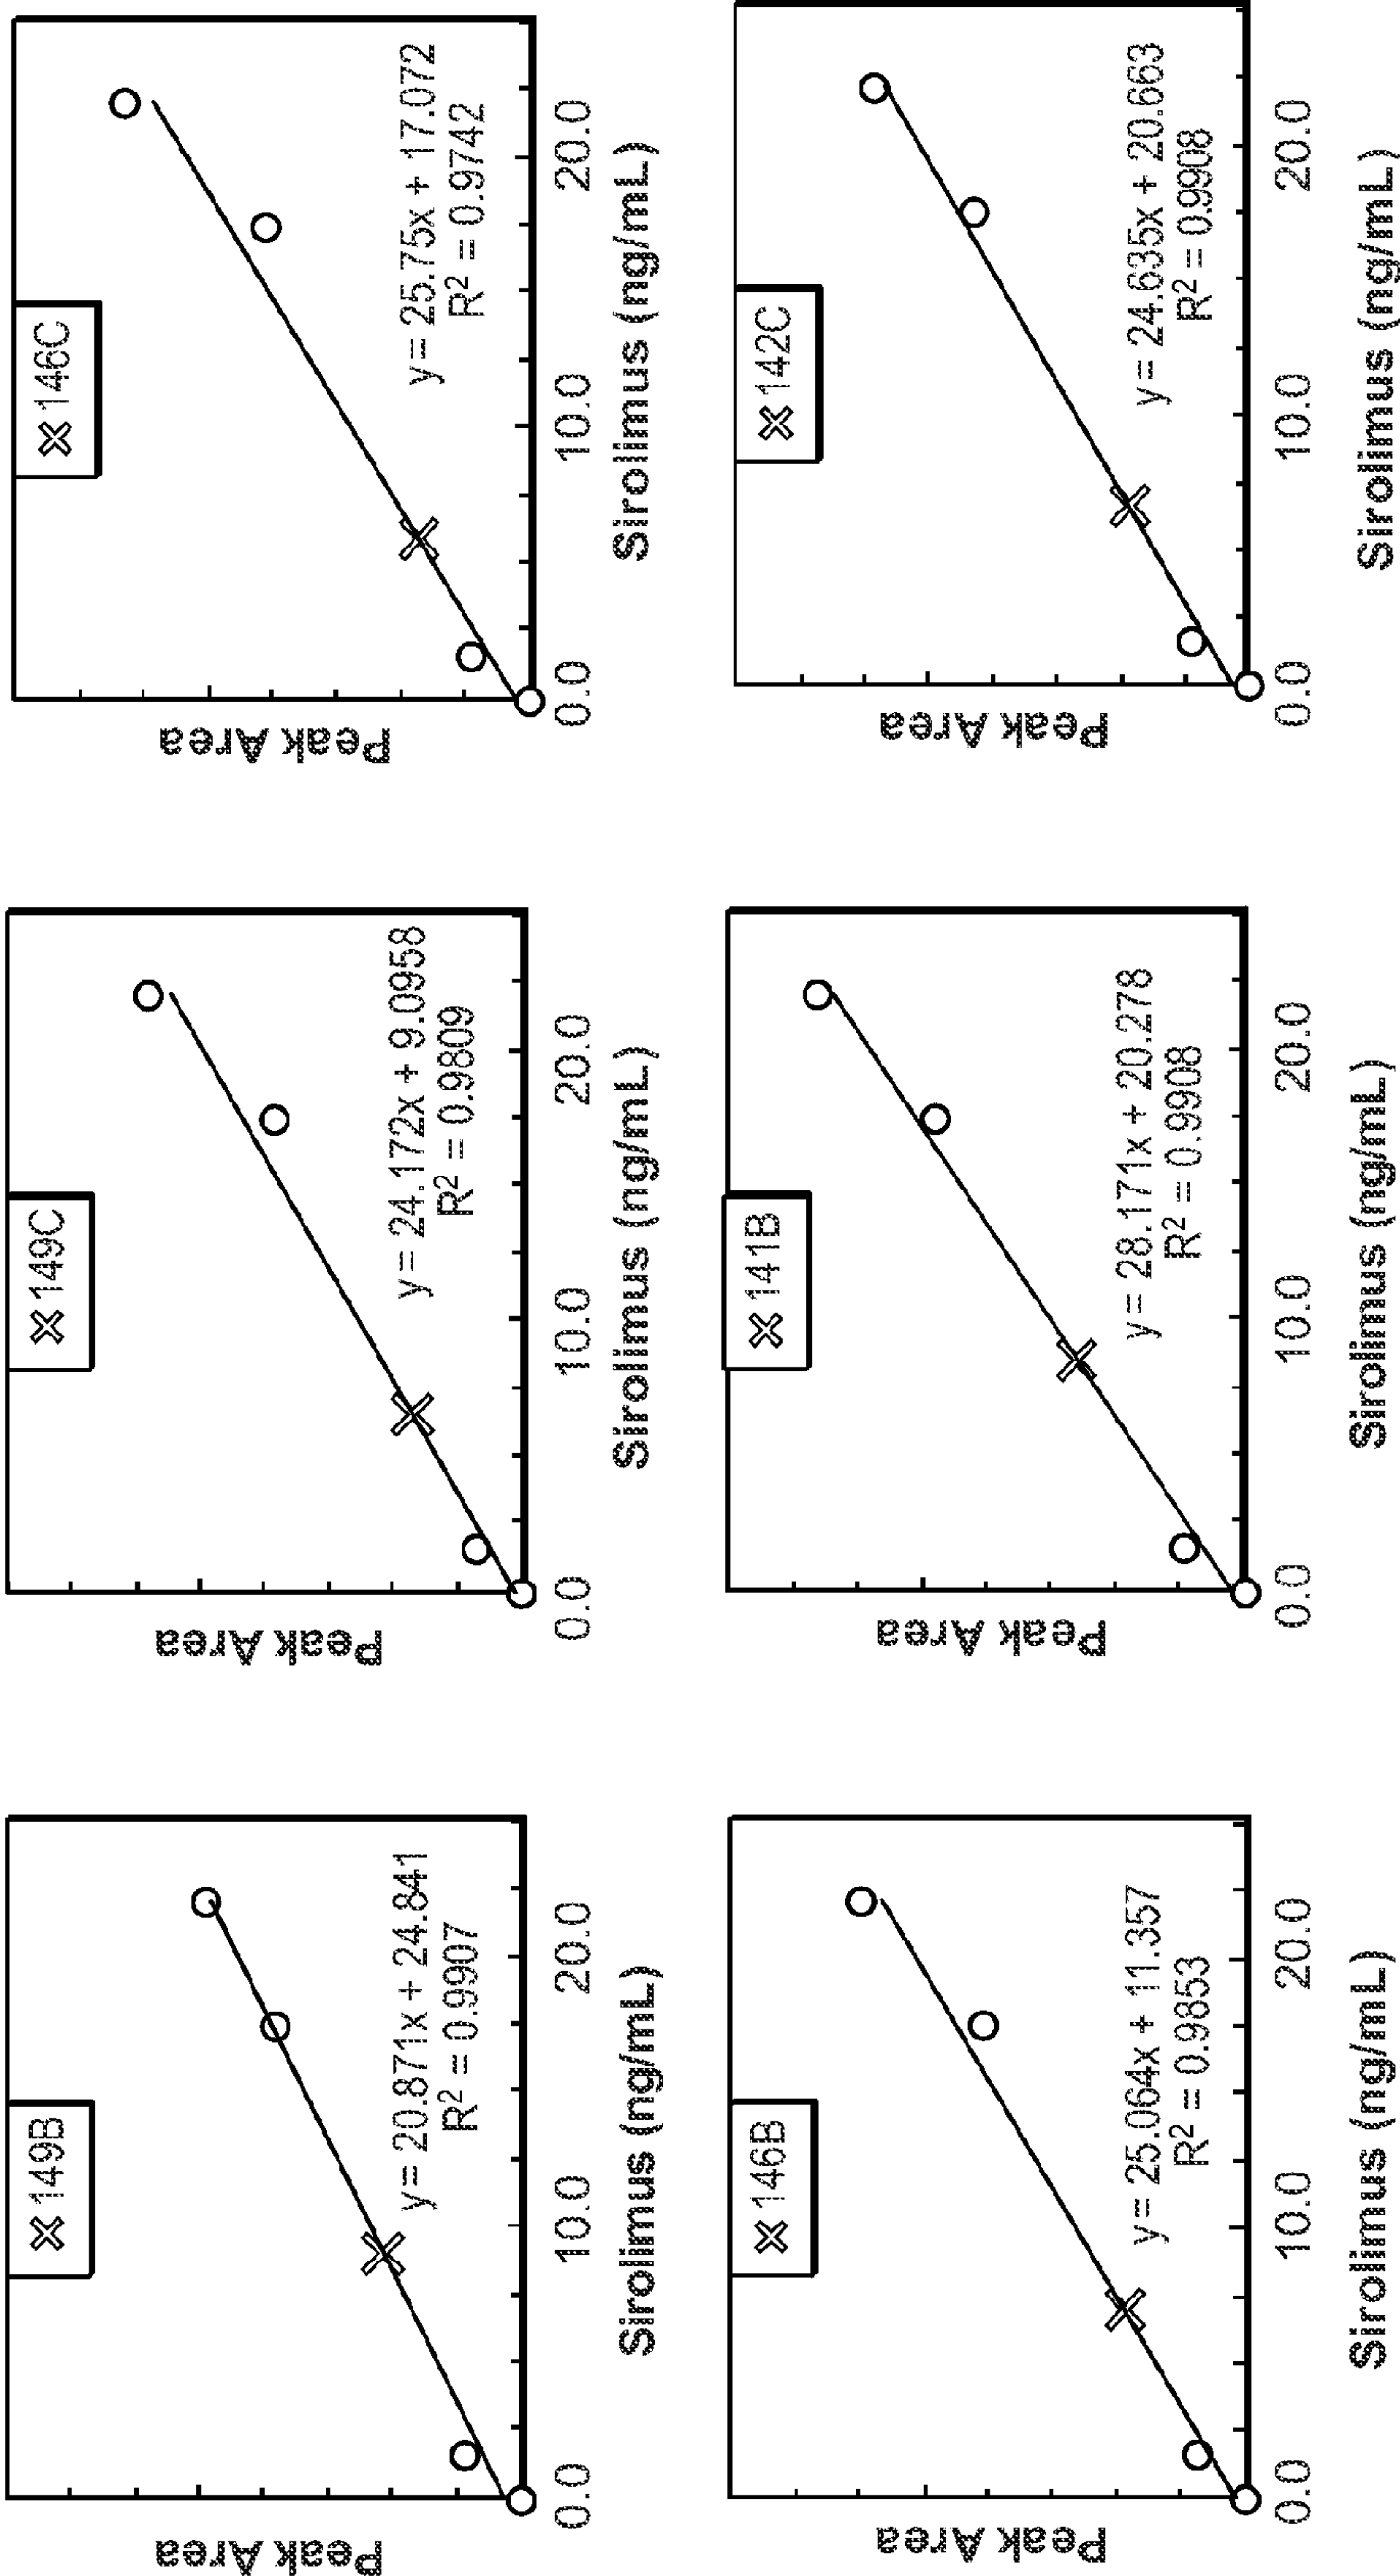 × 149B
y = 20.871x + 24.841
R² = 0.9907
Peak Area
0.0 10.0 20.0
Sirolimus (ng/mL)
× 149C
y = 24.172x + 9.0958
R² = 0.9809
Peak Area
0.0 10.0 20.0
Sirolimus (ng/mL)
× 146C
y = 25.75x + 17.072
R² = 0.9742
Peak Area
0.0 10.0 20.0
Sirolimus (ng/mL)
× 146B
y = 25.064x + 11.357
R² = 0.9853
Peak Area
0.0 10.0 20.0
Sirolimus (ng/mL)
× 141B
y = 28.171x + 20.278
R² = 0.9908
Peak Area
0.0 10.0 20.0
Sirolimus (ng/mL)
× 142C
y = 24.635x + 20.663
R² = 0.9908
Peak Area
0.0 10.0 20.0
Sirolimus (ng/mL)